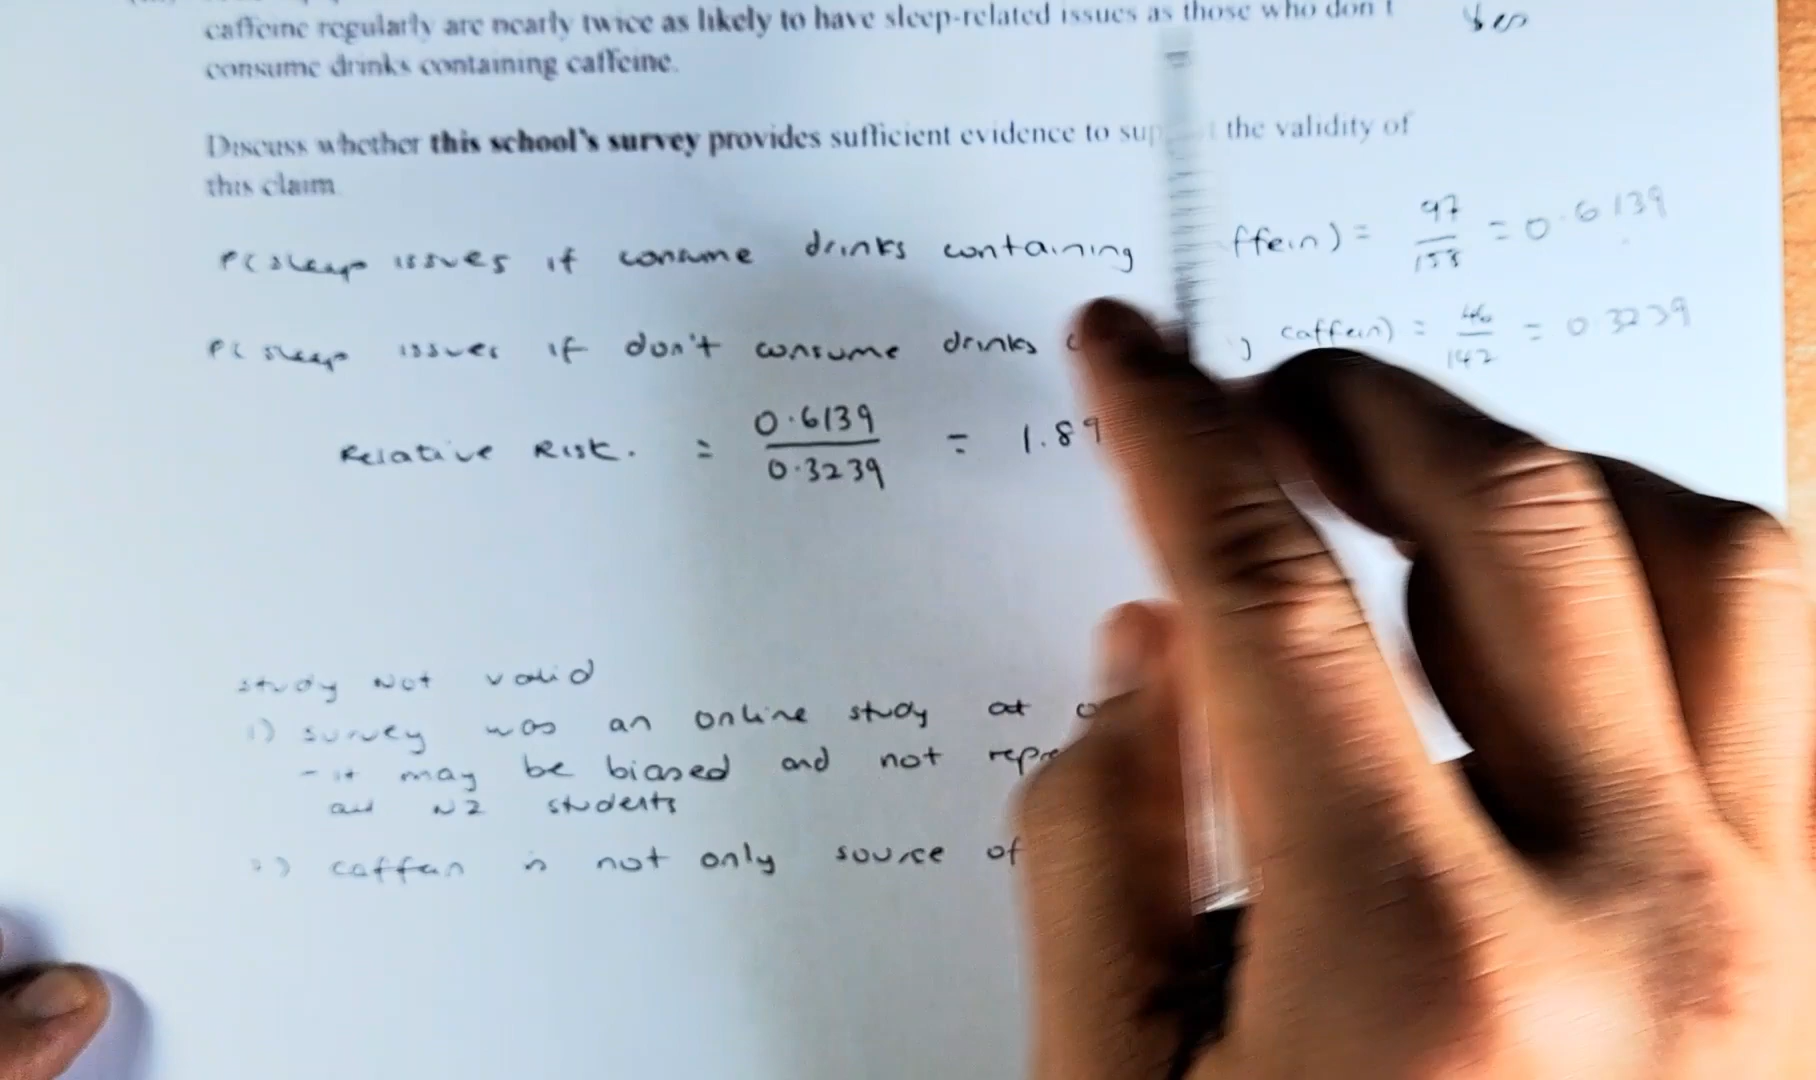 caffeine regularly are nearly twice as likely to have sleep-related issues as those who don't
consume drinks containing caffeine.
Discuss whether this school's survey provides sufficient evidence to sup the validity of
this claim.
P(sleep issues if consume drinks containing ffein) = 97/158 = 0.6139
P(sleep issues if don't consume drinks caffein) = 46/142 = 0.3239
Relative Risk. = 0.6139/0.3239 = 1.89
study Not valid
1) survey was an online study at
- it may be biased and not repre
all NZ students
2) caffein is not only source of